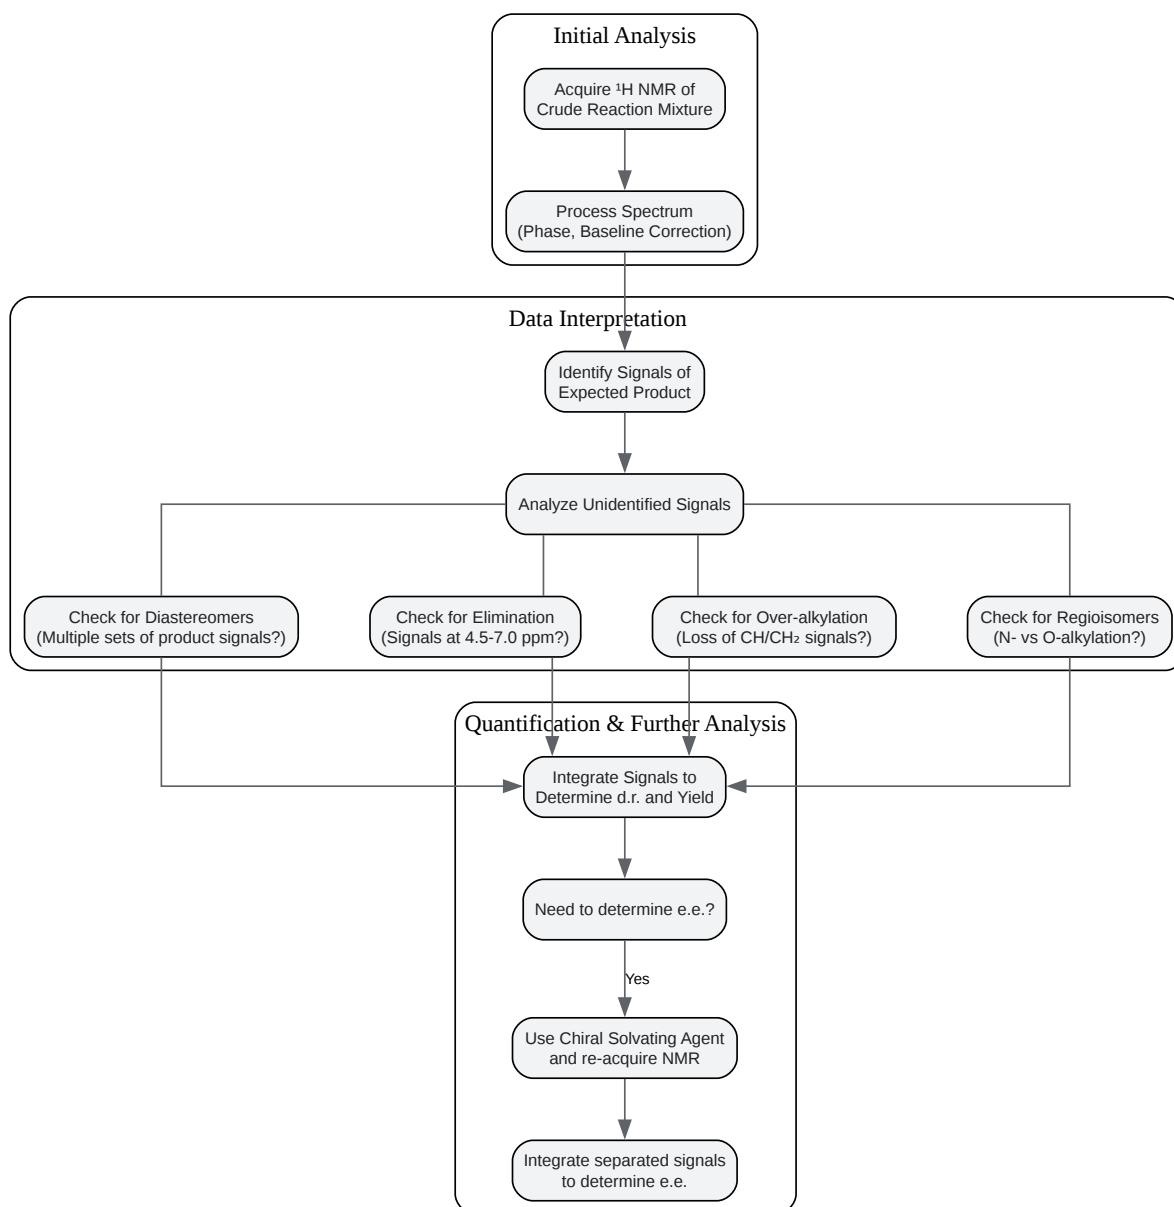 Initial Analysis
Acquire ¹H NMR of
Crude Reaction Mixture
Process Spectrum
(Phase, Baseline Correction)
Data Interpretation
Identify Signals of
Expected Product
Analyze Unidentified Signals
Check for Diastereomers
(Multiple sets of product signals?)
Check for Elimination
(Signals at 4.5-7.0 ppm?)
Check for Over-alkylation
(Loss of CH/CH₂ signals?)
Check for Regioisomers
(N- vs O-alkylation?)
Quantification & Further Analysis
Integrate Signals to
Determine d.r. and Yield
Need to determine e.e.?
Yes
Use Chiral Solvating Agent
and re-acquire NMR
Integrate separated signals
to determine e.e.